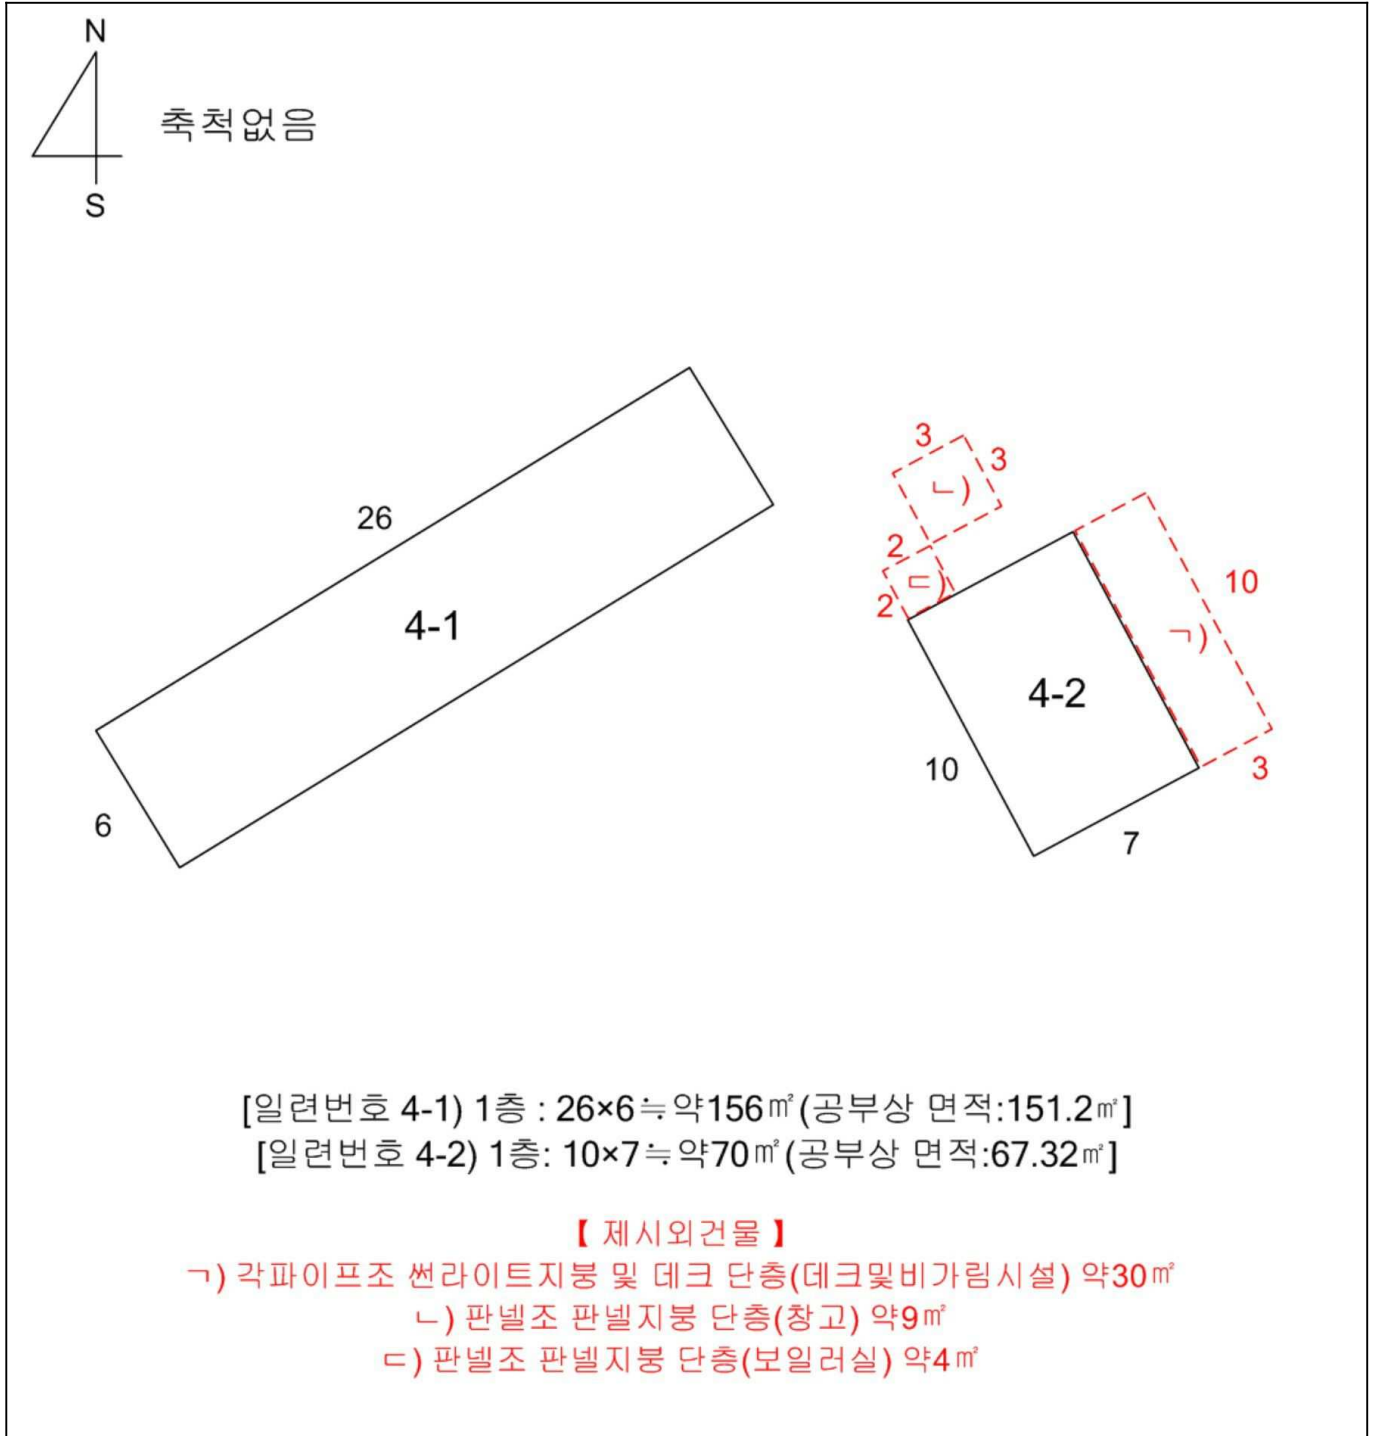 N
축척없음
S
3
3
ㄴ)
26
2
ㄷ)
10
2
4-1
ㄱ)
4-2
10
3
6
7
[일련번호 4-1) 1층 : 26×6≒약156㎡(공부상 면적:151.2㎡]
[일련번호 4-2) 1층: 10×7≒약70㎡(공부상 면적:67.32㎡]
【 제시외건물 】
ㄱ) 각파이프조 썬라이트지붕 및 데크 단층(데크및비가림시설) 약30㎡
ㄴ) 판넬조 판넬지붕 단층(창고) 약9㎡
ㄷ) 판넬조 판넬지붕 단층(보일러실) 약4㎡